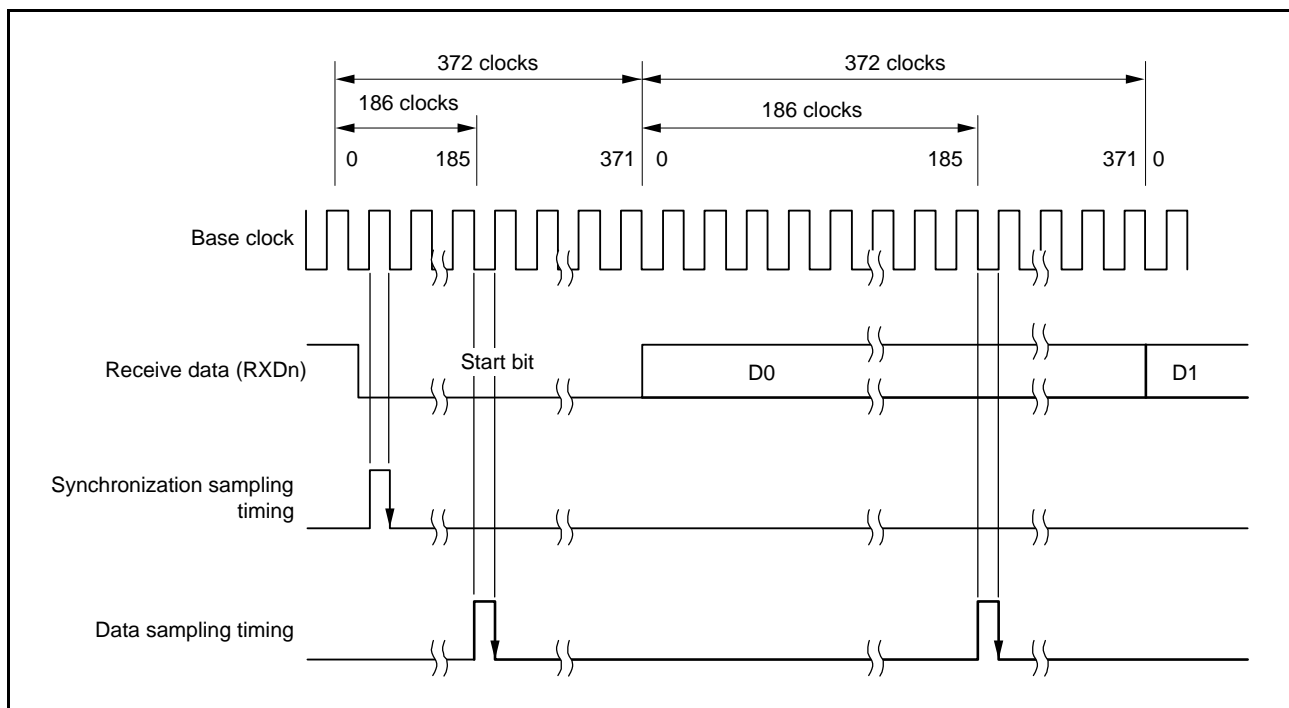 372 clocks 372 clocks
186 clocks 186 clocks
0 185 371 0 185 371 0
Base clock
Receive data (RXDn) Start bit D0 D1
Synchronization sampling
timing
Data sampling timing